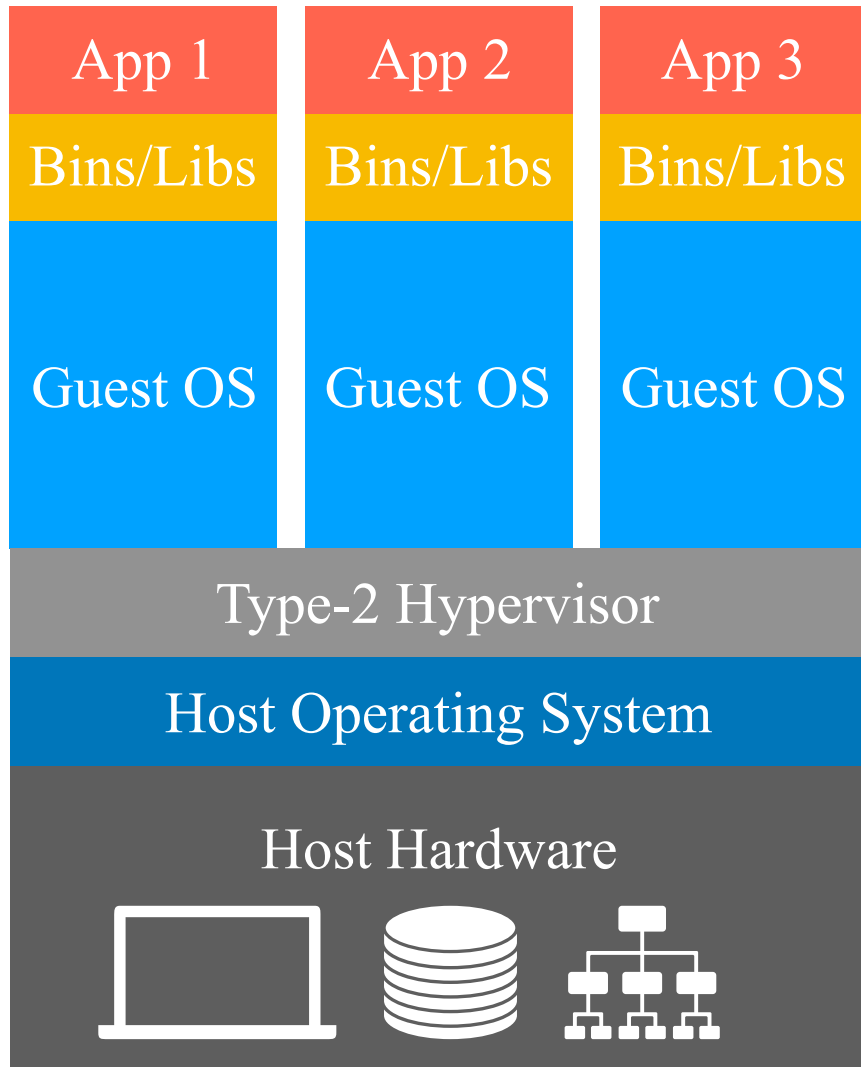 App 1
App 2
App 3
Bins/Libs
Bins/Libs
Bins/Libs
Guest OS
Guest OS
Guest OS
Type-2 Hypervisor
Host Operating System
Host Hardware